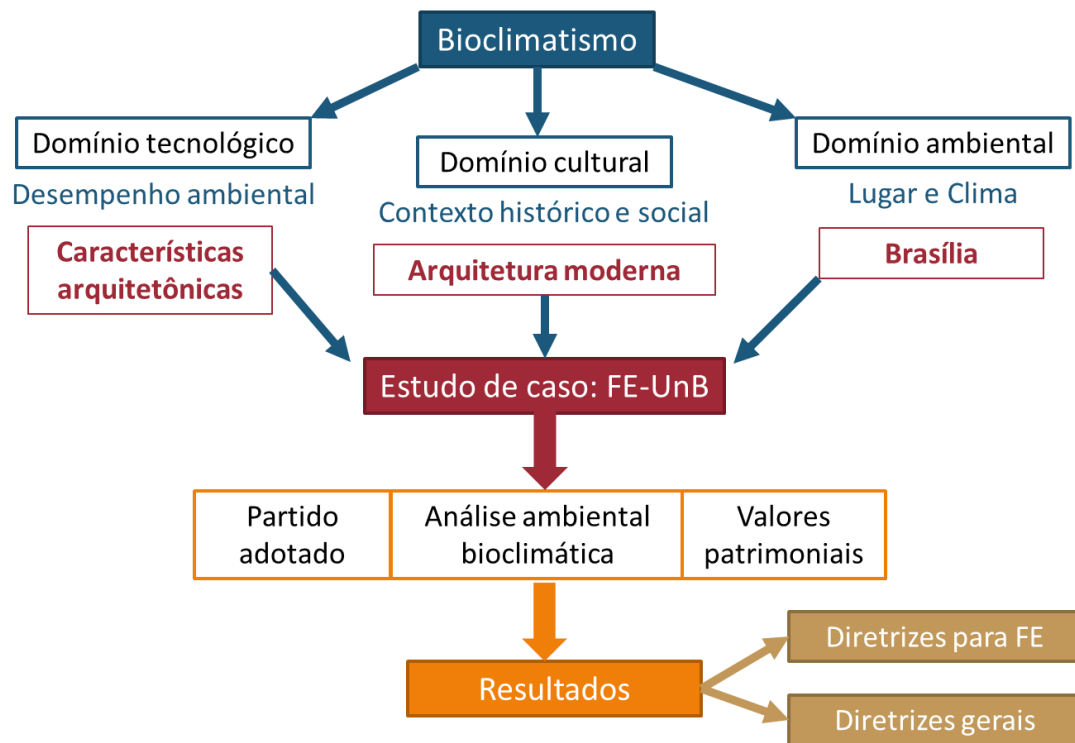 Bioclimatismo
Domínio tecnológico
Desempenho ambiental
Características
arquitetônicas
Domínio cultural
Contexto histórico e social
Arquitetura moderna
Domínio ambiental
Lugar e Clima
Brasília
Estudo de caso: FE-UnB
Partido
adotado
Análise ambiental
bioclimática
Valores
patrimoniais
Resultados
Diretrizes para FE
Diretrizes gerais